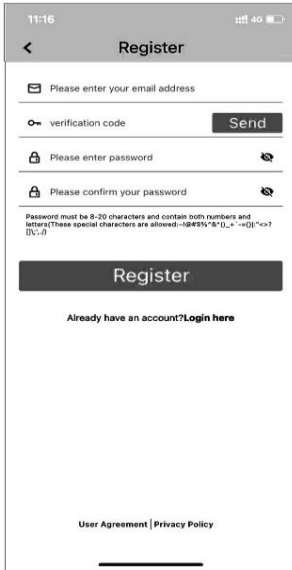 11:16
4G
Register
Please enter your email address
verification code
Send
Please enter password
Please confirm your password
Password must be 8-20 characters and contain both numbers and
letters(These special characters are allowed:~!@#$%^&*()_+`-={}|:"<>?
[]\;',./)
Register
Already have an account?Login here
User Agreement | Privacy Policy